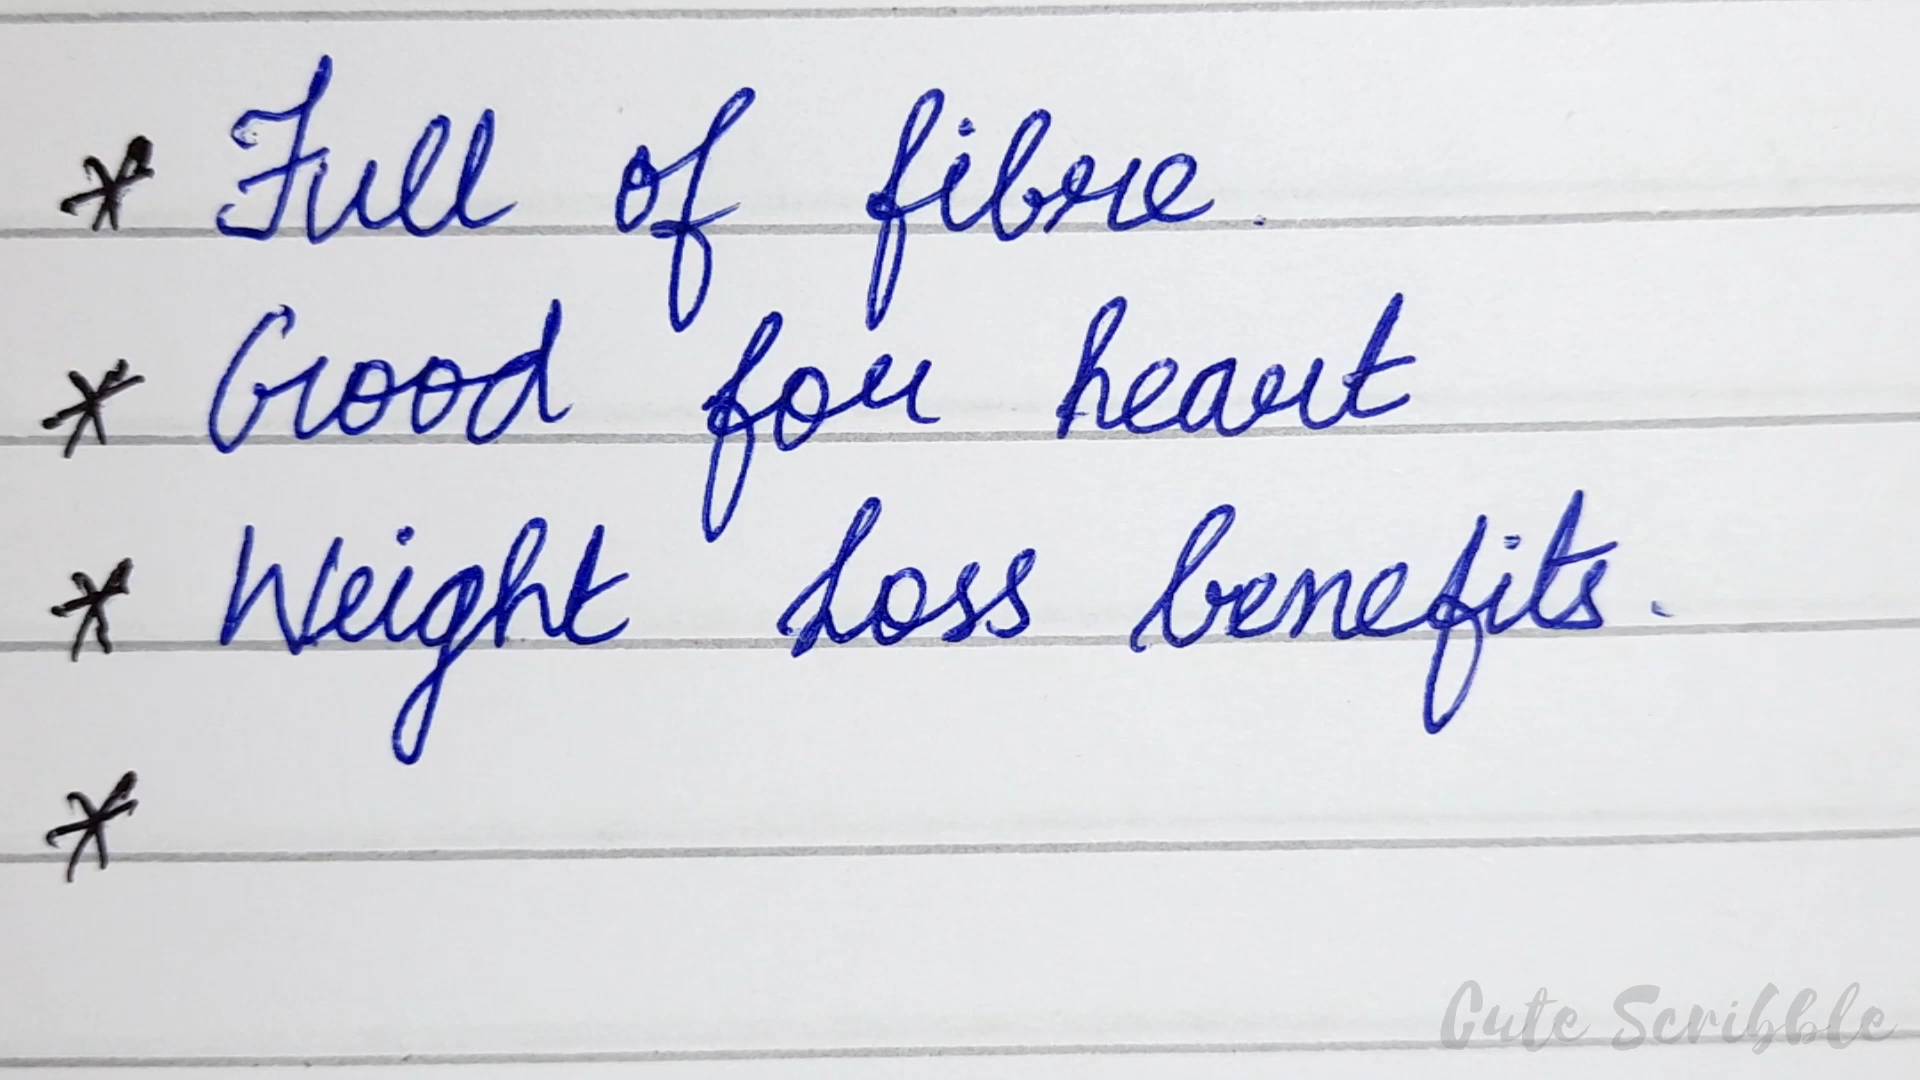 * Full of fibre.
* Good for heart
* Weight Loss benefits.
*
Cute Scribble